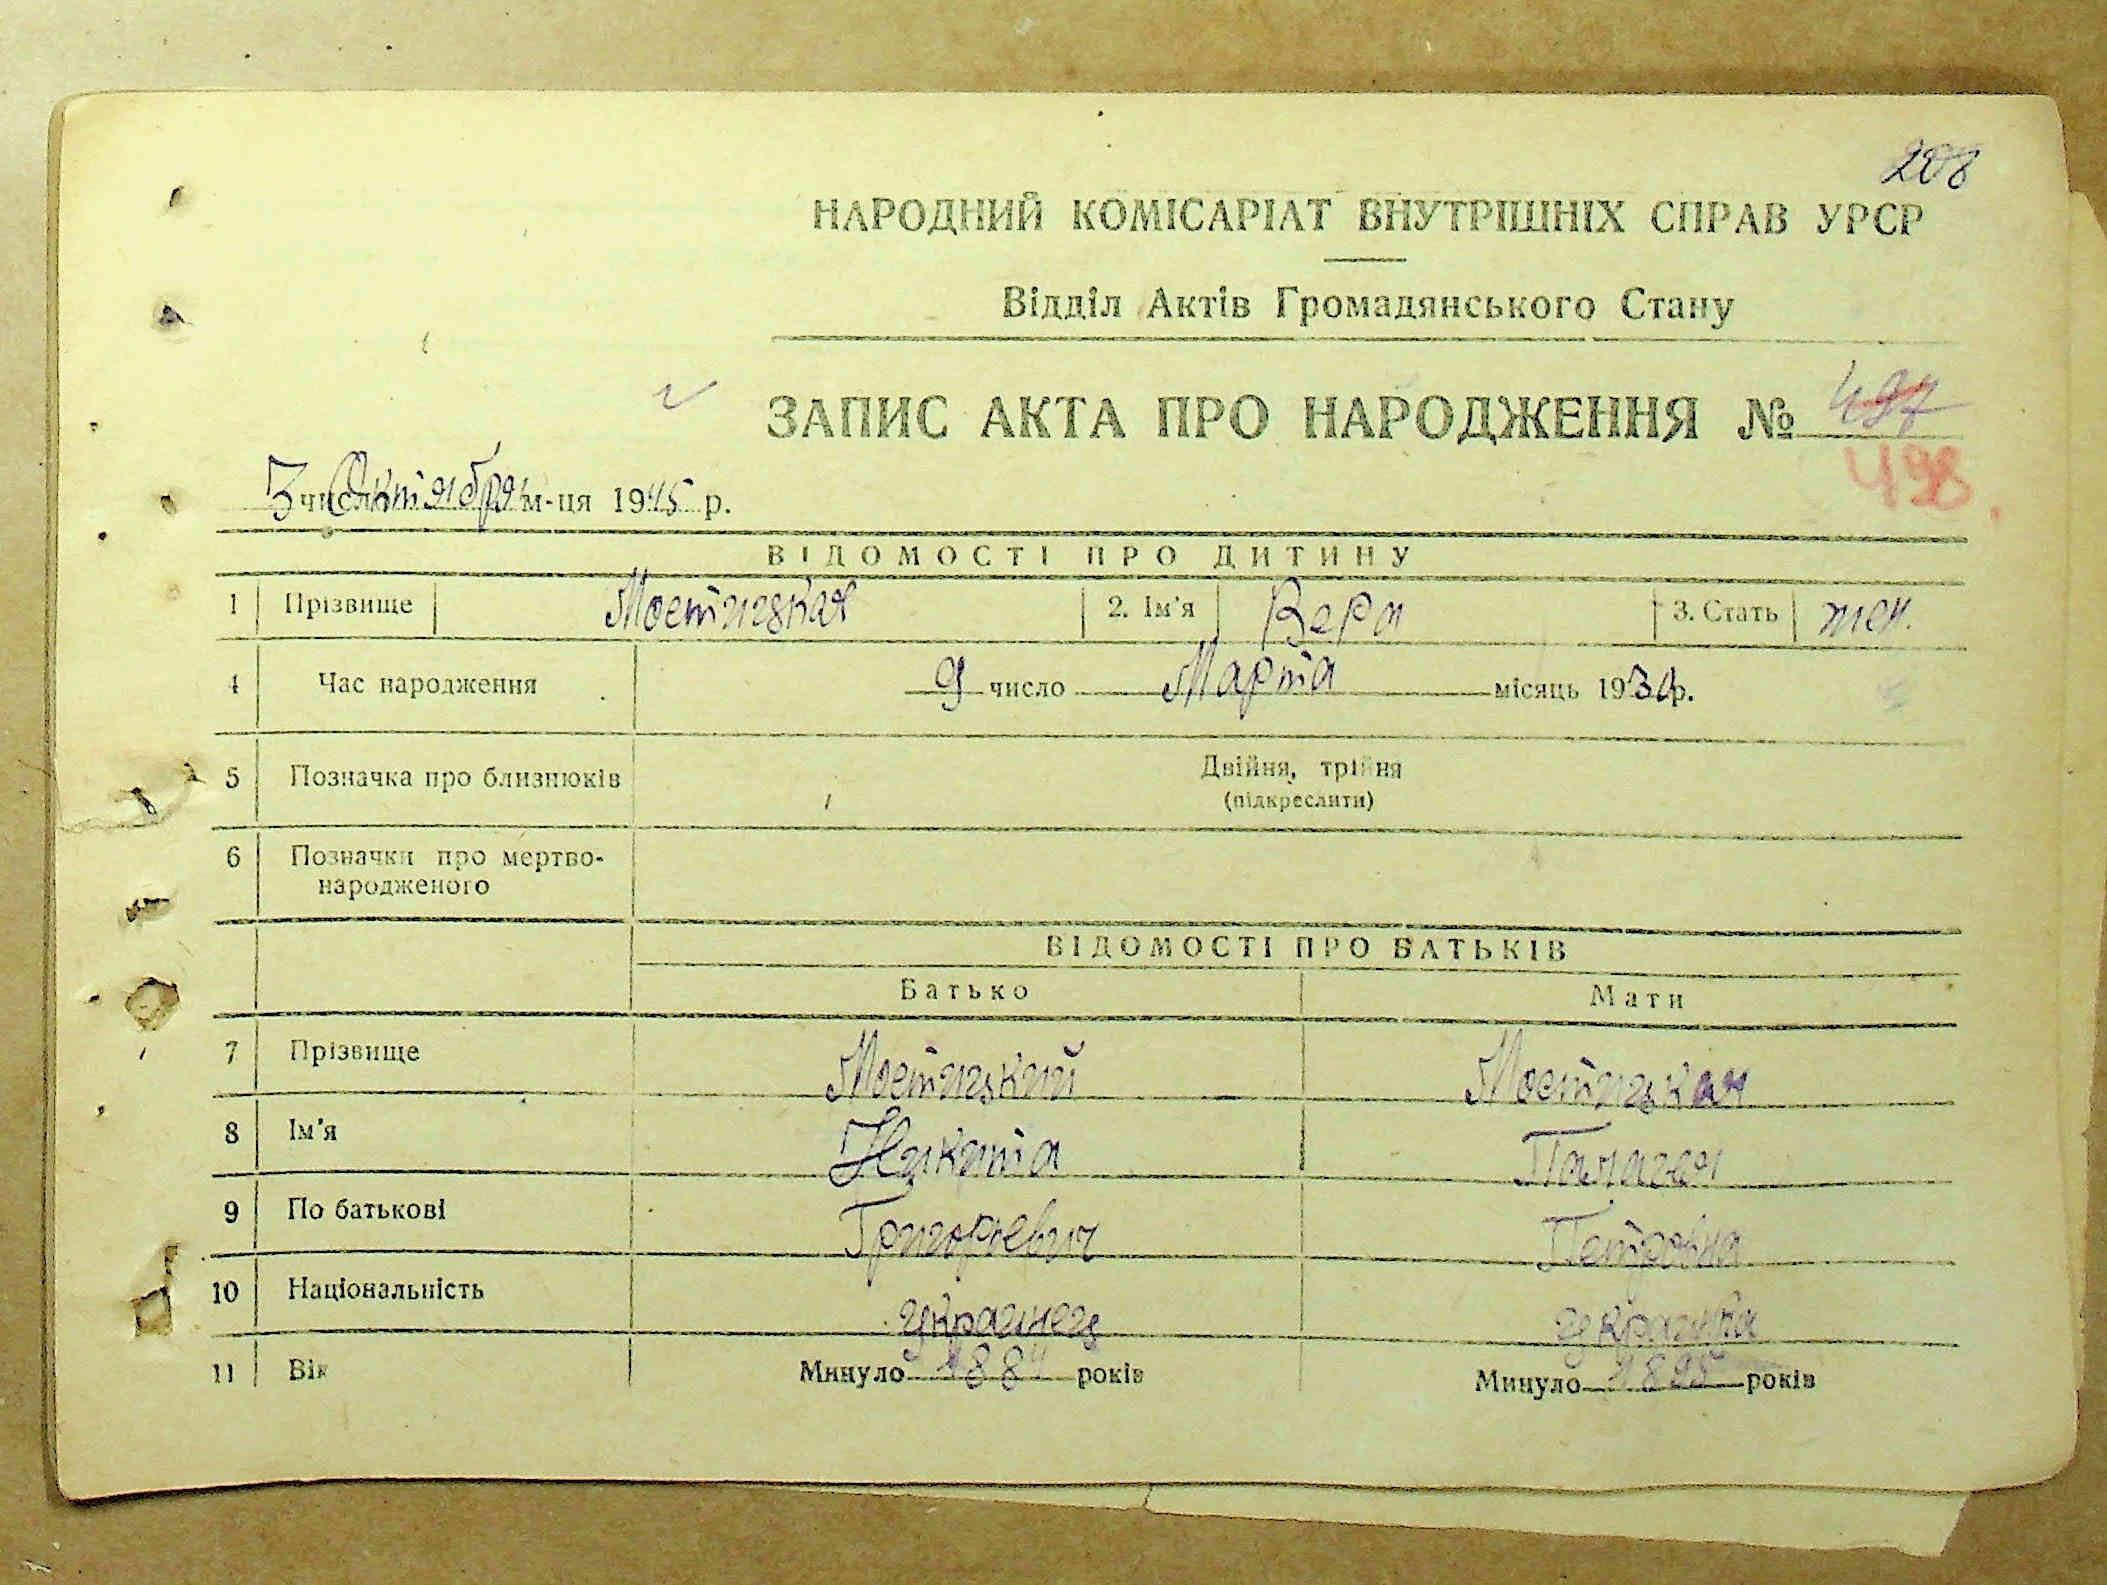 208
НАРОДНИЙ КОМІСАРІАТ ВНУТРІШНІХ СПРАВ УРСР
Відділ Актів Громадянського Стану
ЗАПИС АКТА ПРО НАРОДЖЕННЯ № 497
498.
3 число Октября м-ця 1945 р.
ВІДОМОСТІ ПРО ДИТИНУ
1 Прізвище Мостицкая 2. Ім'я Вера 3. Стать жен.
4 Час народження 9 число Марта місяць 1930 р.
5 Позначка про близнюків Двійня, трійня
(підкреслити)
6 Позначки про мертво-
народженого
ВІДОМОСТІ ПРО БАТЬКІВ
Батько Мати
7 Прізвище Мостицкий Мостицкая
8 Ім'я Никита Палагея
9 По батькові Григорьевич Петровна
10 Національність украинец украинка
11 Вік Минуло 1884 років Минуло 1895 років